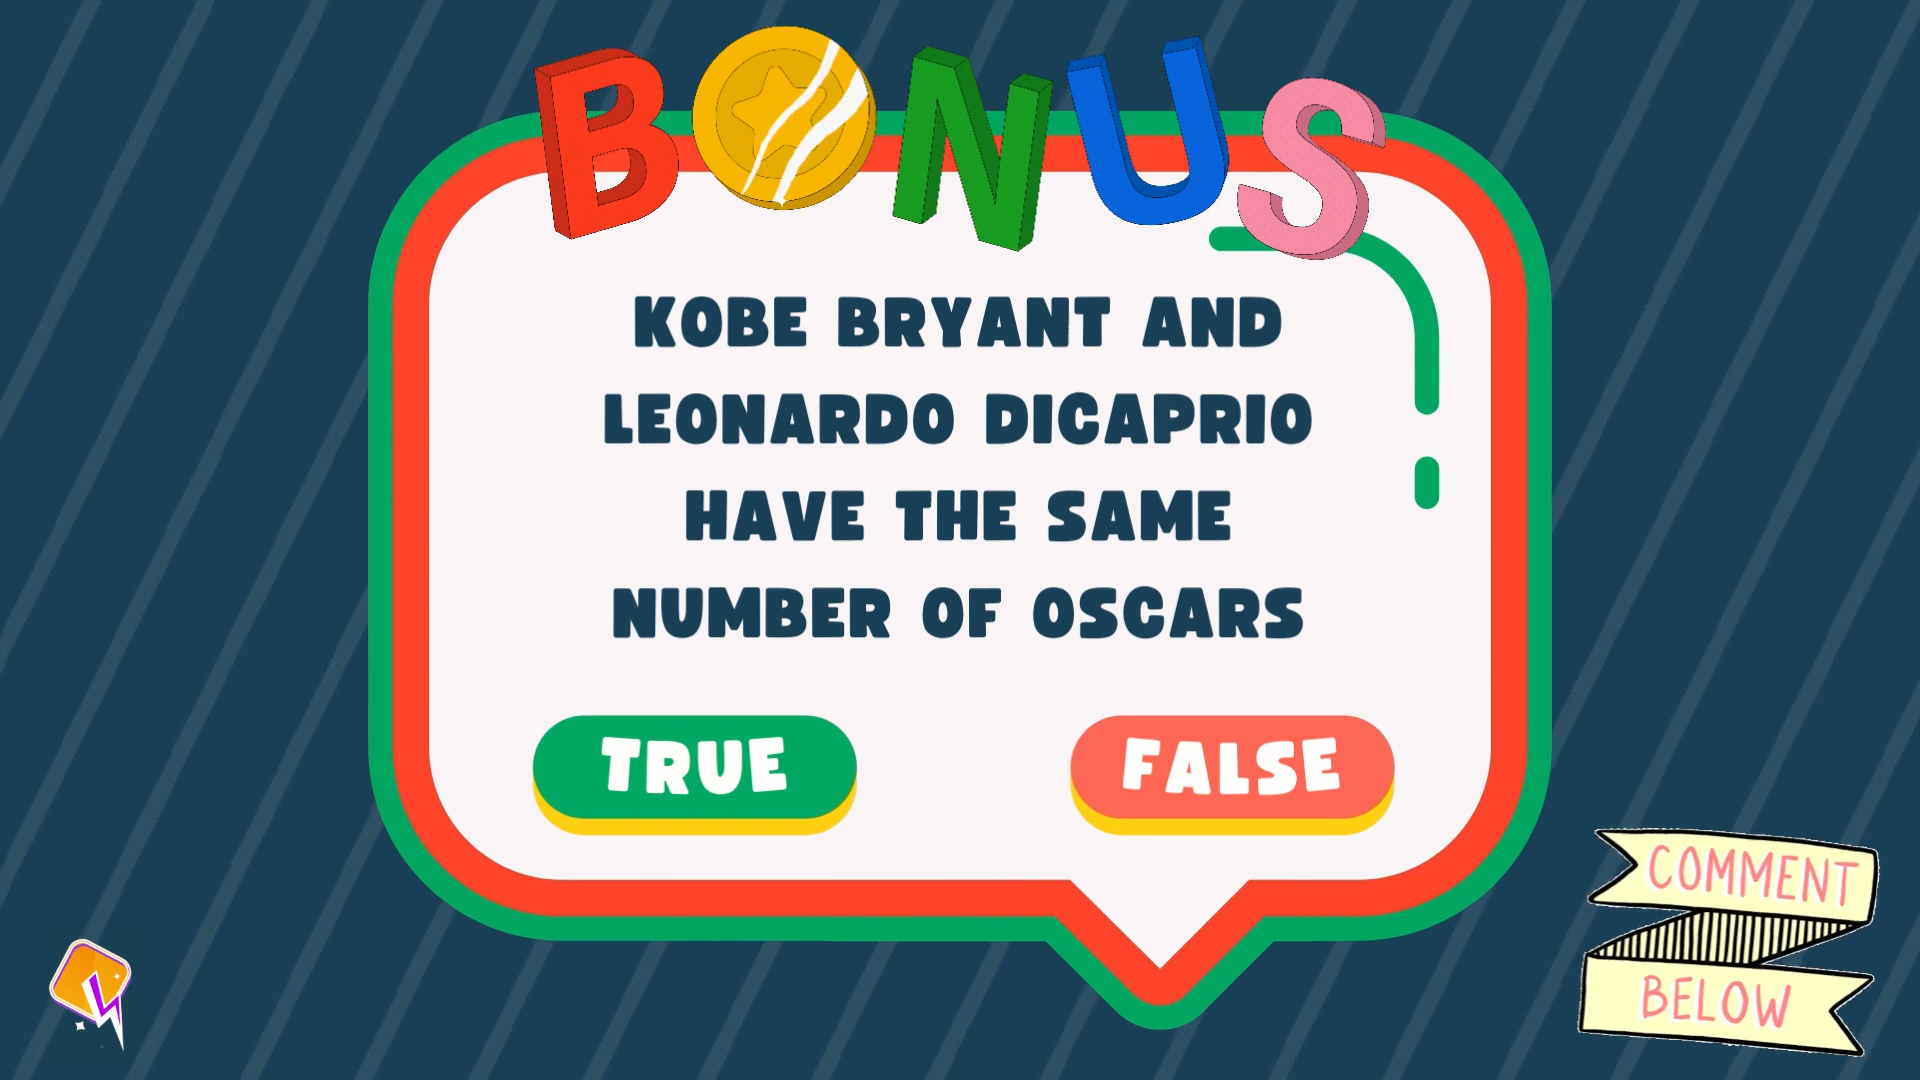 BONUS
KOBE BRYANT AND
LEONARDO DICAPRIO
HAVE THE SAME
NUMBER OF OSCARS
TRUE
FALSE
COMMENT
BELOW